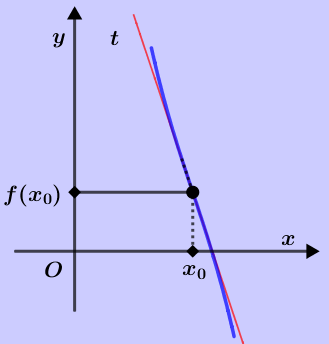 y
t
f(x₀)
x
O
x₀